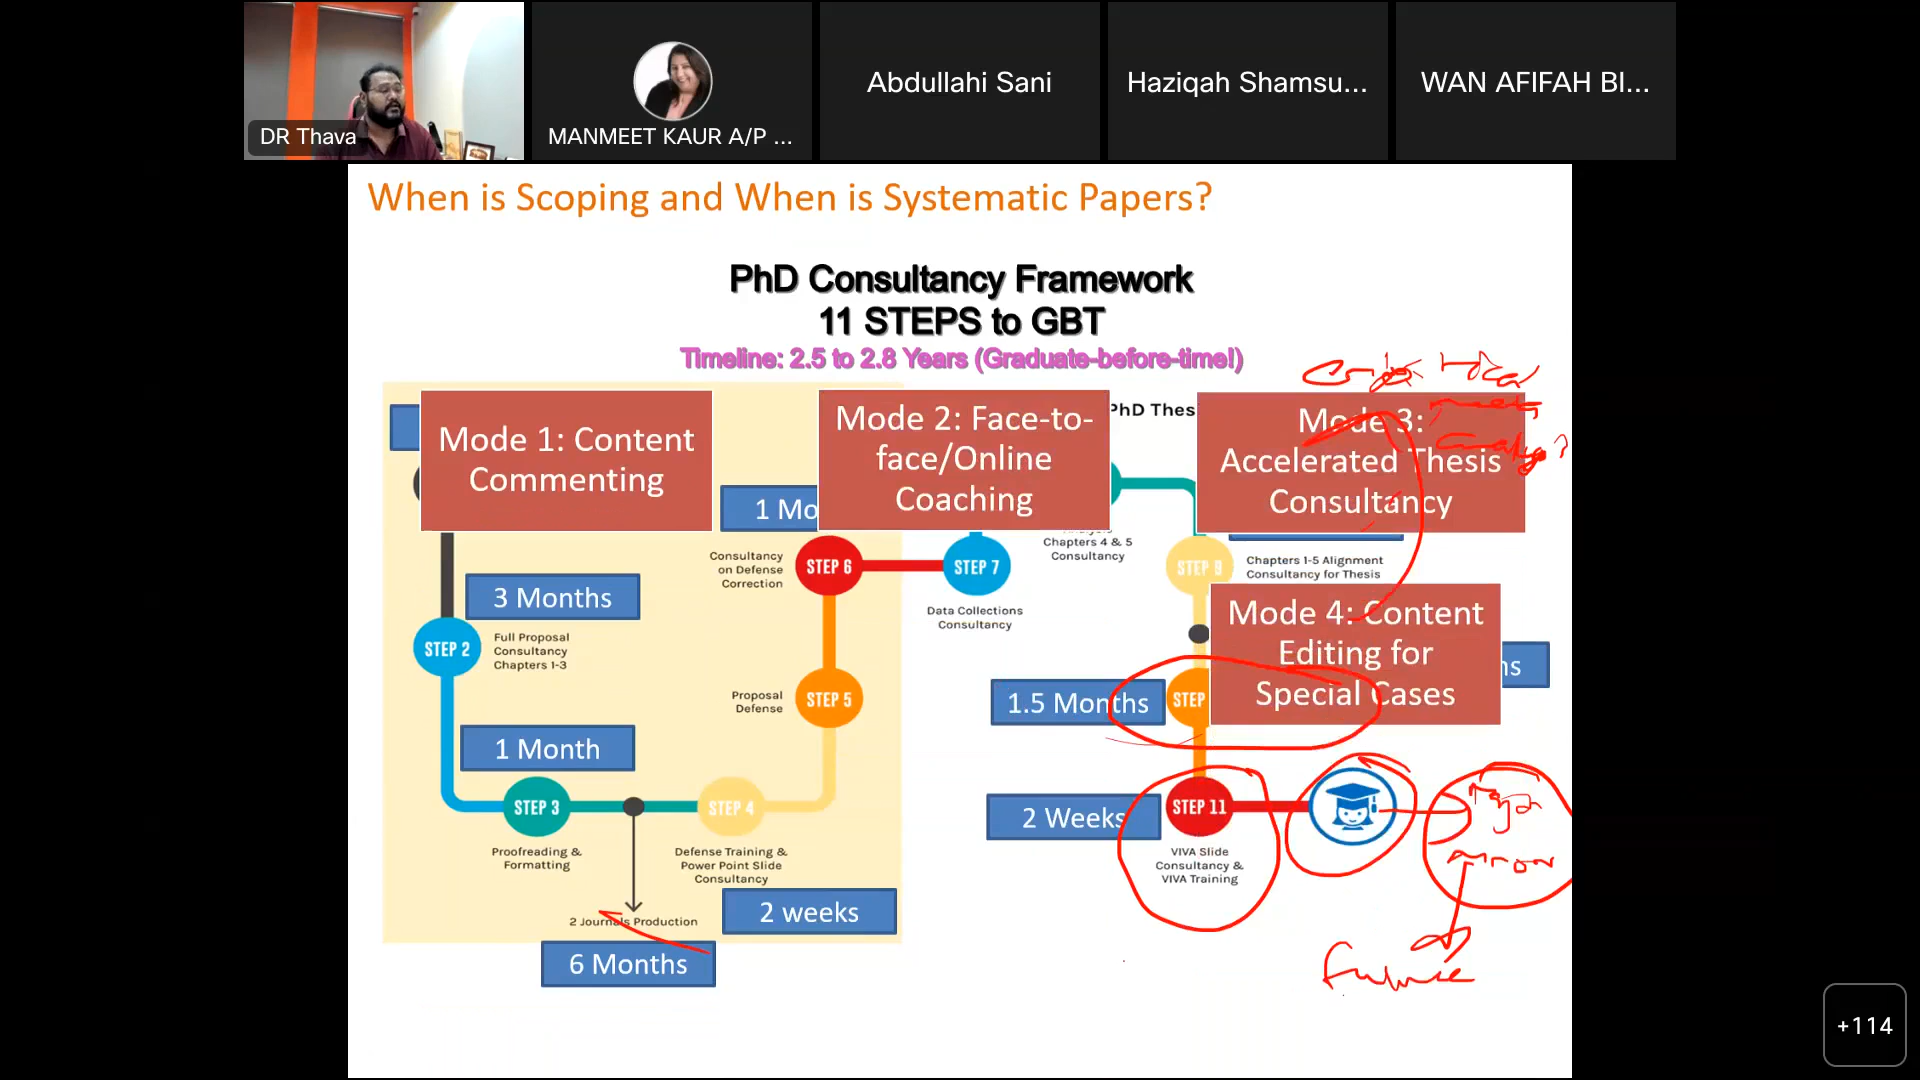 DR Thava
MANMEET KAUR A/P ...
Abdullahi Sani
Haziqah Shamsu...
WAN AFIFAH BI...
When is Scoping and When is Systematic Papers?
PhD Consultancy Framework
11 STEPS to GBT
Timeline: 2.5 to 2.8 Years (Graduate-before-time!)
Mode 1: Content
Commenting
Mode 2: Face-to-
face/Online
Coaching
PhD Thes
Mode 3:
Accelerated Thesis
Consultancy
1 Mo
Consultancy
on Defense
Correction
STEP 6
STEP 7
Data Collections
Consultancy
Chapters 4 & 5
Consultancy
STEP 9
Chapters 1-5 Alignment
Consultancy for Thesis
3 Months
STEP 2
Full Proposal
Consultancy
Chapters 1-3
Mode 4: Content
Editing for
Special Cases
Proposal
Defense
STEP 5
1.5 Months
STEP
1 Month
STEP 3
Proofreading &
Formatting
STEP 4
Defense Training &
Power Point Slide
Consultancy
2 Weeks
STEP 11
VIVA Slide
Consultancy &
VIVA Training
2 Journals Production
2 weeks
6 Months
Future
+114